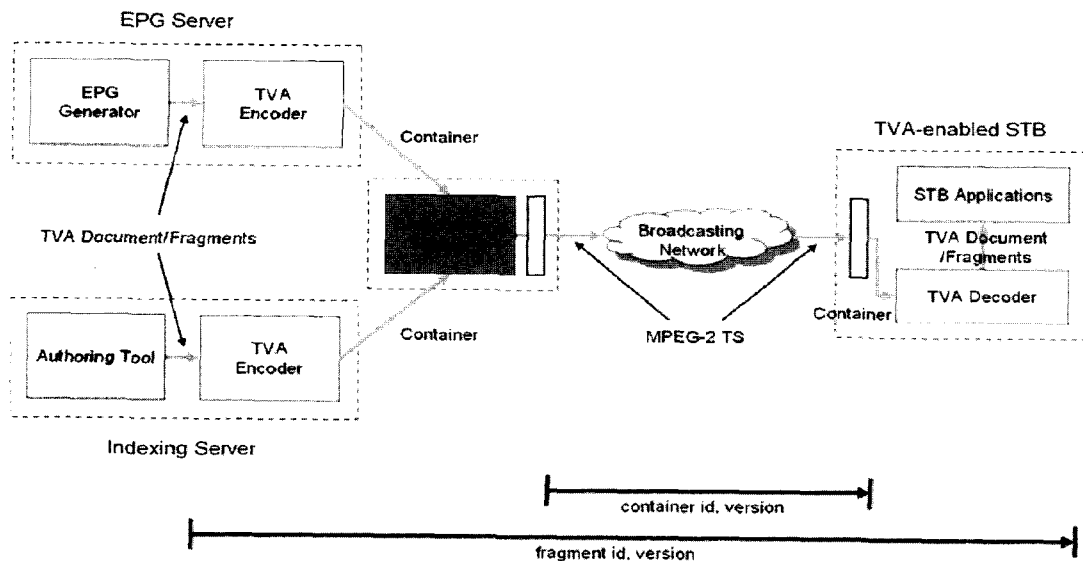 EPG Server
EPG
Generator
TVA
Encoder
Container
TVA Document/Fragments
TVA-enabled STB
STB Applications
TVA Document
/Fragments
TVA Decoder
Container
Broadcasting
Network
MPEG-2 TS
Container
Authoring Tool
TVA
Encoder
Indexing Server
container id, version
fragment id, version